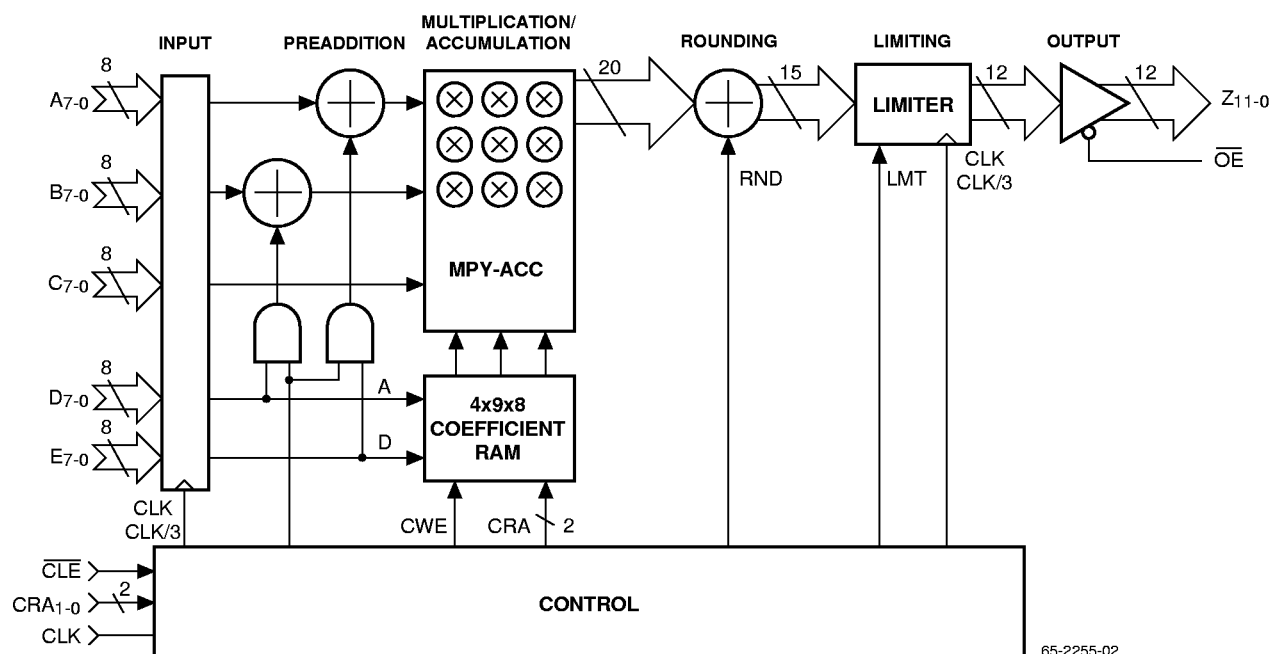 INPUT
PREADDITION
MULTIPLICATION/
ACCUMULATION
ROUNDING
LIMITING
OUTPUT
8
A7-0
20
15
LIMITER
12
12
Z11-0
8
B7-0
RND
LMT
CLK
CLK/3
OE
8
C7-0
MPY-ACC
8
D7-0
A
4x9x8
COEFFICIENT
RAM
8
E7-0
D
CLK
CLK/3
CWE
CRA
2
CLE
CRA1-0
2
CLK
CONTROL
65-2255-02